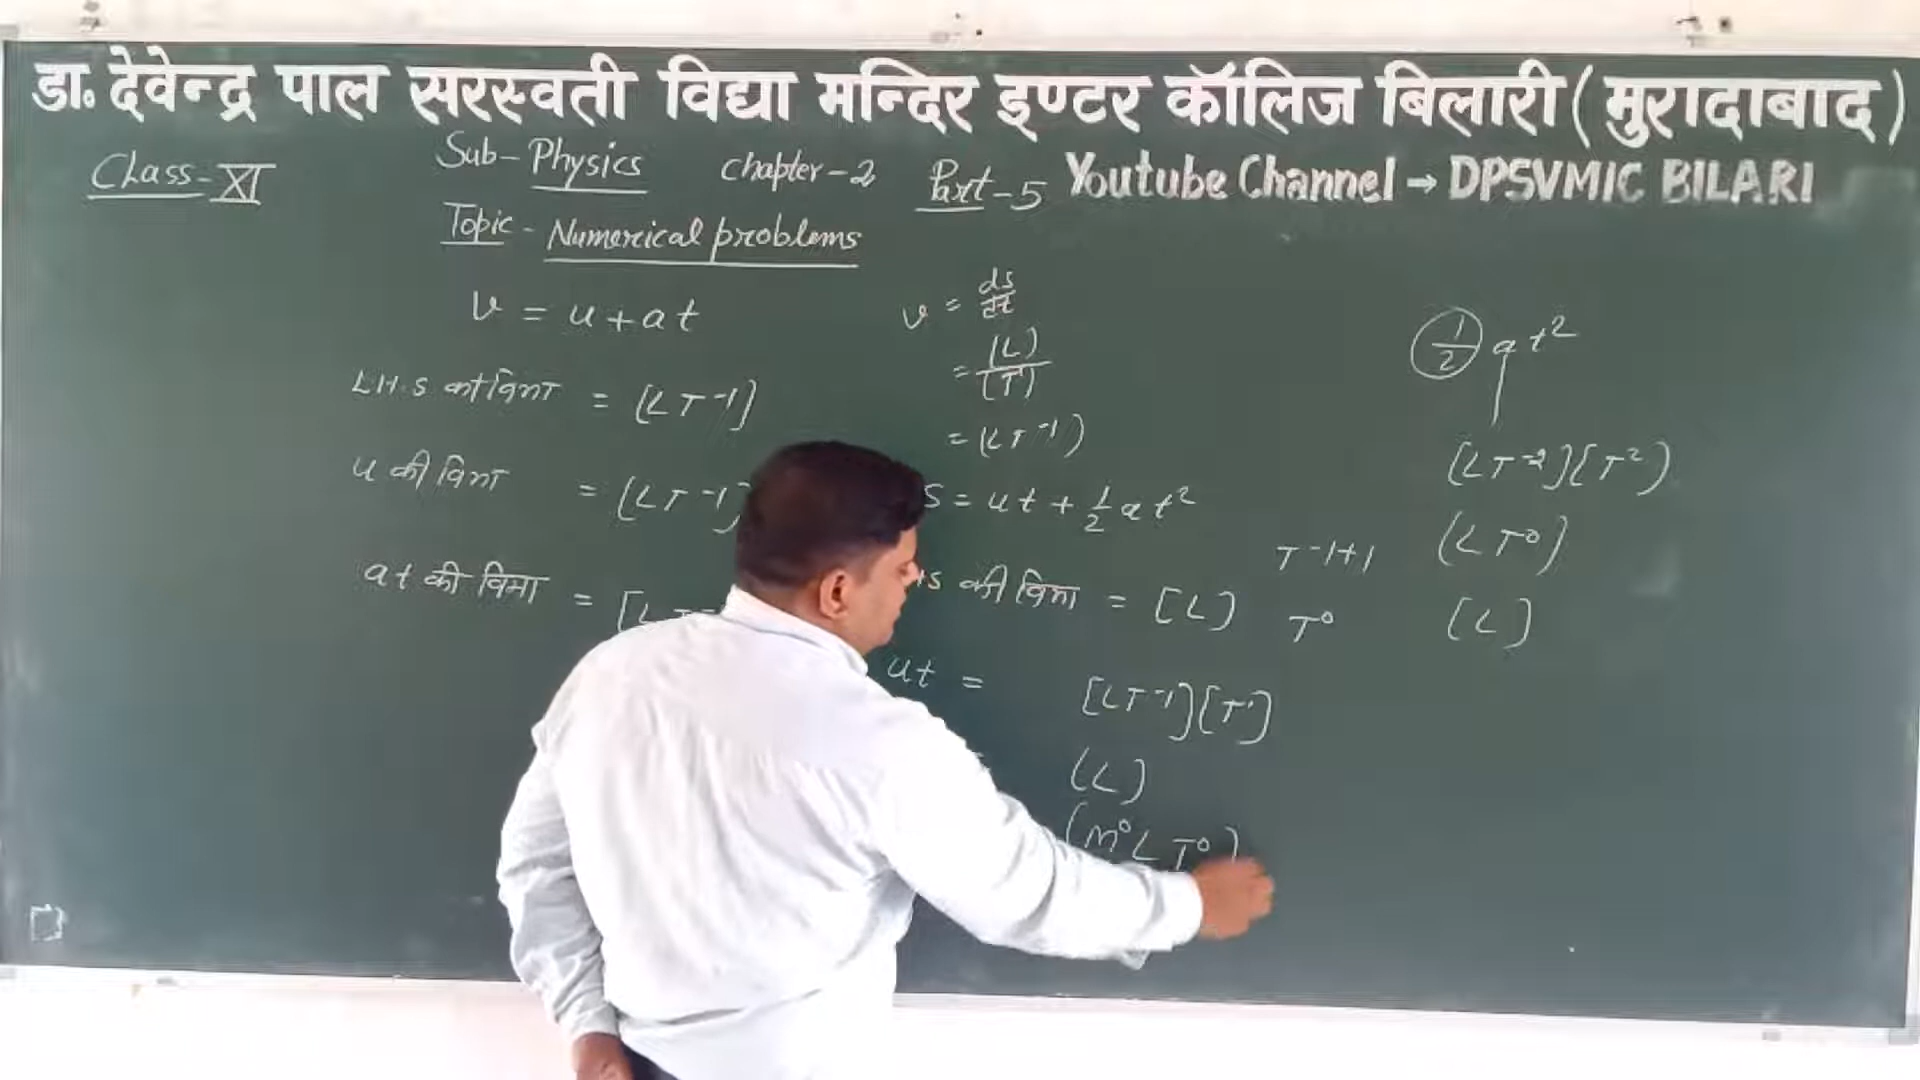 डा० देवेन्द्र पाल सरस्वती विद्या मन्दिर इण्टर कॉलिज बिलारी (मुरादाबाद)
Class-XI
Sub-Physics chapter-2 Part-5
Youtube Channel → DPSVMIC BILARI
Topic- Numerical problems
v = u + at
LH.S की विमा = [LT⁻¹]
u की विमा = [LT⁻¹]
at की विमा = [L
v = ds/dt
= (L)/(T)
= (LT⁻¹)
S = ut + 1/2 at²
की विमा = [L]
ut =
[LT⁻¹][T¹]
(L)
(M⁰LT⁰)
T⁻¹⁺¹
T⁰
1/2 at²
[LT⁻²][T²]
(LT⁰)
[L]